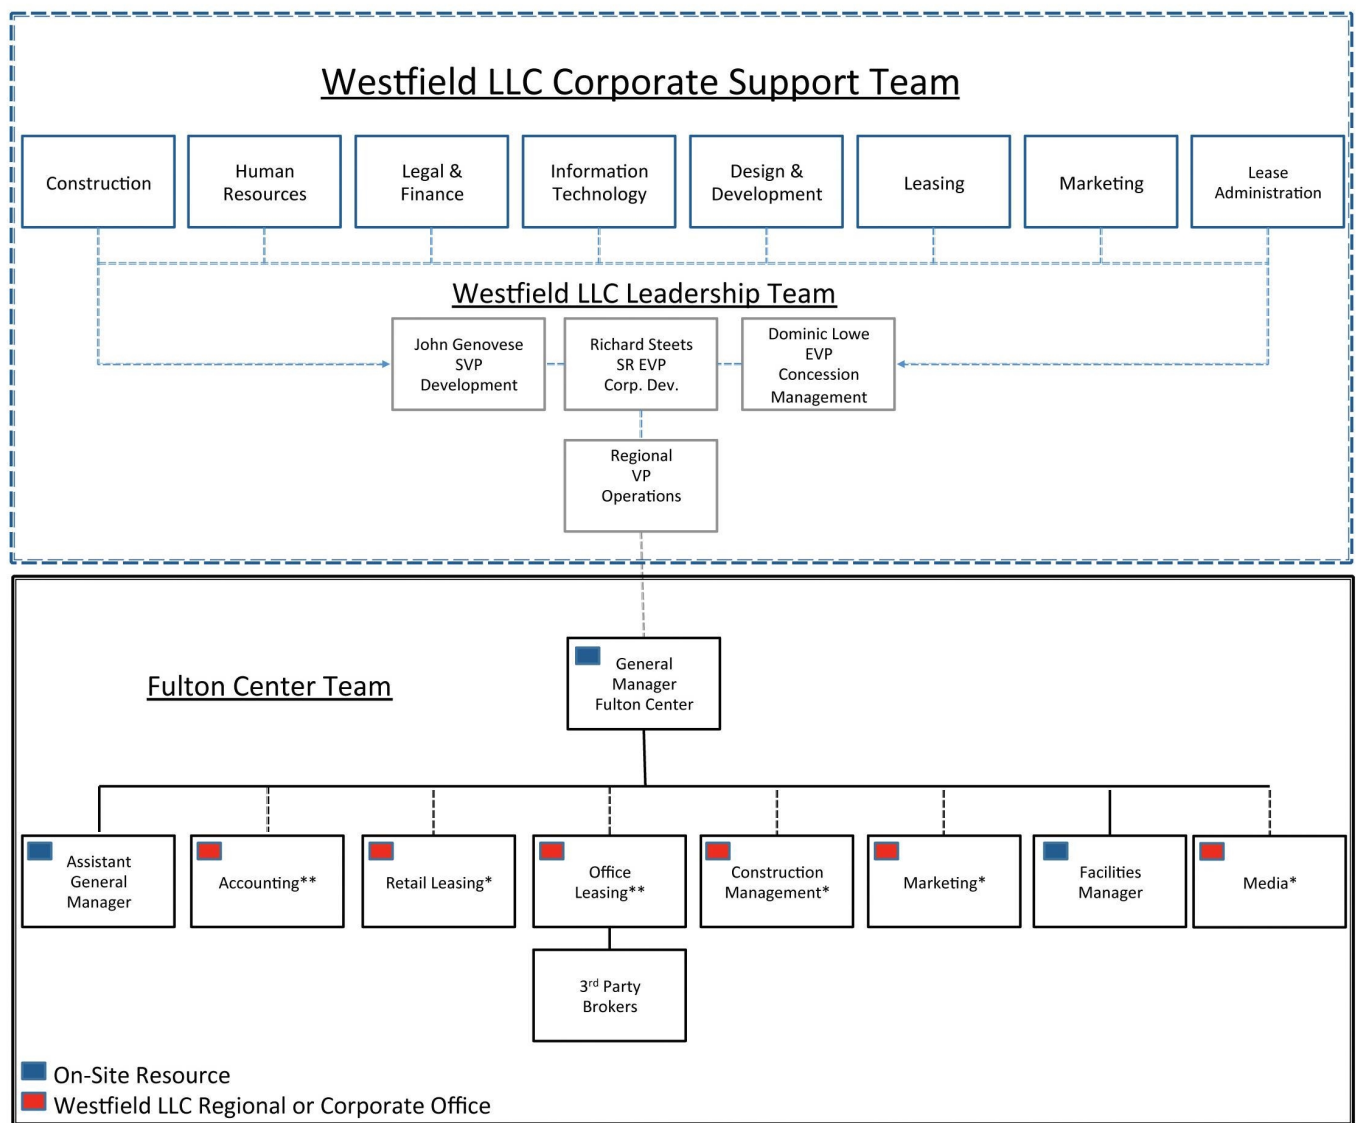 Westfield LLC Corporate Support Team
Construction
Human
Resources
Legal &
Finance
Information
Technology
Design &
Development
Leasing
Marketing
Lease
Administration
Westfield LLC Leadership Team
John Genovese
SVP
Development
Richard Steets
SR EVP
Corp. Dev.
Dominic Lowe
EVP
Concession
Management
Regional
VP
Operations
Fulton Center Team
General
Manager
Fulton Center
Assistant
General
Manager
Accounting**
Retail Leasing*
Office
Leasing**
Construction
Management*
Marketing*
Facilities
Manager
Media*
3rd Party
Brokers
On-Site Resource
Westfield LLC Regional or Corporate Office